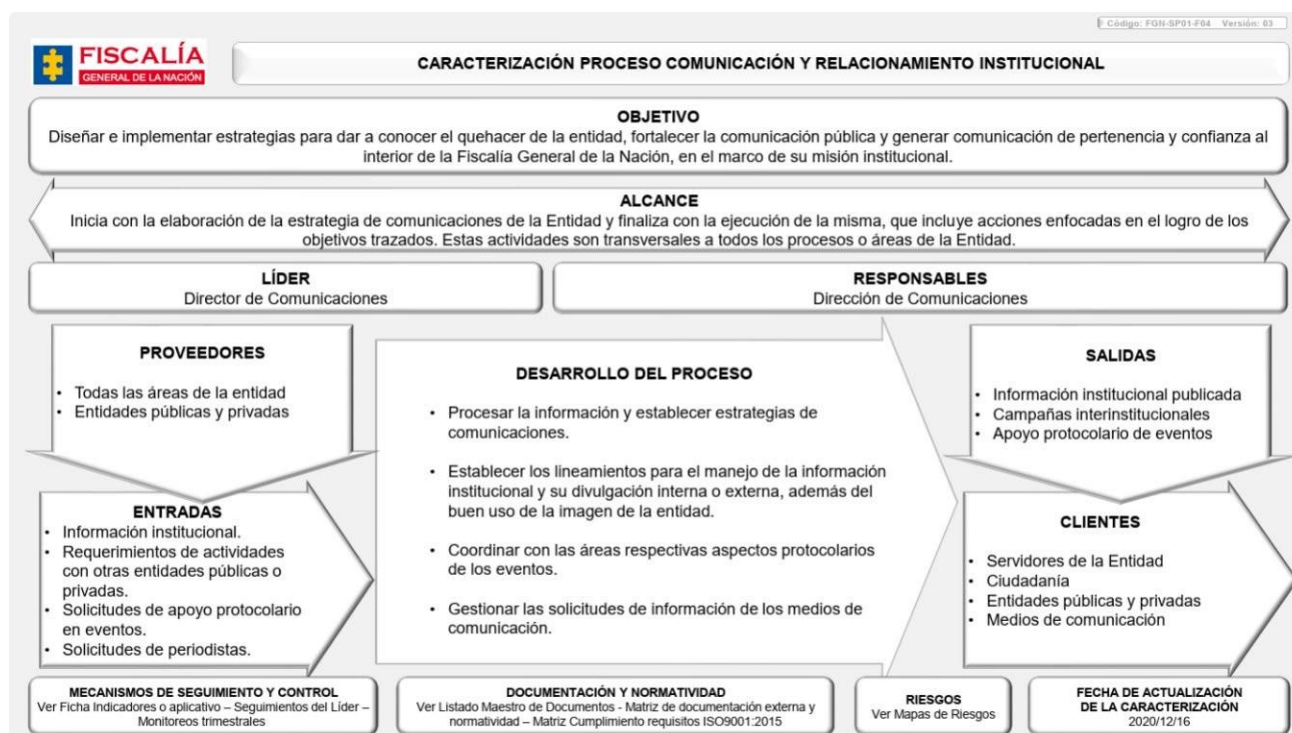 Código: FGN-SP01-F04 Versión: 03
FISCALÍA
GENERAL DE LA NACIÓN
CARACTERIZACIÓN PROCESO COMUNICACIÓN Y RELACIONAMIENTO INSTITUCIONAL
OBJETIVO
Diseñar e implementar estrategias para dar a conocer el quehacer de la entidad, fortalecer la comunicación pública y generar comunicación de pertenencia y confianza al
interior de la Fiscalía General de la Nación, en el marco de su misión institucional.
ALCANCE
Inicia con la elaboración de la estrategia de comunicaciones de la Entidad y finaliza con la ejecución de la misma, que incluye acciones enfocadas en el logro de los
objetivos trazados. Estas actividades son transversales a todos los procesos o áreas de la Entidad.
LÍDER
Director de Comunicaciones
RESPONSABLES
Dirección de Comunicaciones
PROVEEDORES
• Todas las áreas de la entidad
• Entidades públicas y privadas
ENTRADAS
• Información institucional.
• Requerimientos de actividades
con otras entidades públicas o
privadas.
• Solicitudes de apoyo protocolario
en eventos.
• Solicitudes de periodistas.
DESARROLLO DEL PROCESO
• Procesar la información y establecer estrategias de
comunicaciones.
• Establecer los lineamientos para el manejo de la información
institucional y su divulgación interna o externa, además del
buen uso de la imagen de la entidad.
• Coordinar con las áreas respectivas aspectos protocolarios
de los eventos.
• Gestionar las solicitudes de información de los medios de
comunicación.
SALIDAS
• Información institucional publicada
• Campañas interinstitucionales
• Apoyo protocolario de eventos
CLIENTES
• Servidores de la Entidad
• Ciudadanía
• Entidades públicas y privadas
• Medios de comunicación
MECANISMOS DE SEGUIMIENTO Y CONTROL
Ver Ficha Indicadores o aplicativo – Seguimientos del Líder –
Monitoreos trimestrales
DOCUMENTACIÓN Y NORMATIVIDAD
Ver Listado Maestro de Documentos - Matriz de documentación externa y
normatividad – Matriz Cumplimiento requisitos ISO9001:2015
RIESGOS
Ver Mapas de Riesgos
FECHA DE ACTUALIZACIÓN
DE LA CARACTERIZACIÓN
2020/12/16